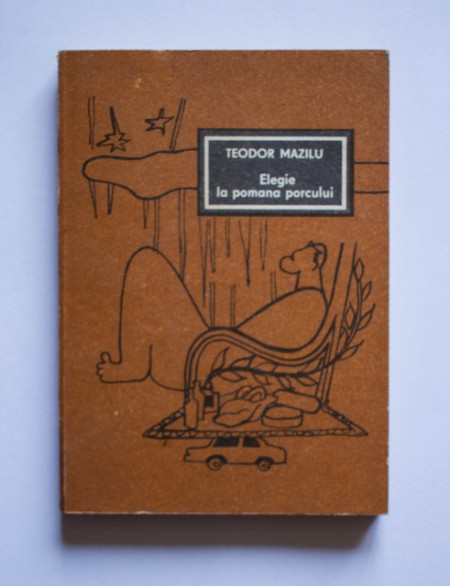 TEODOR MAZILU
Elegie
la pomana porcului